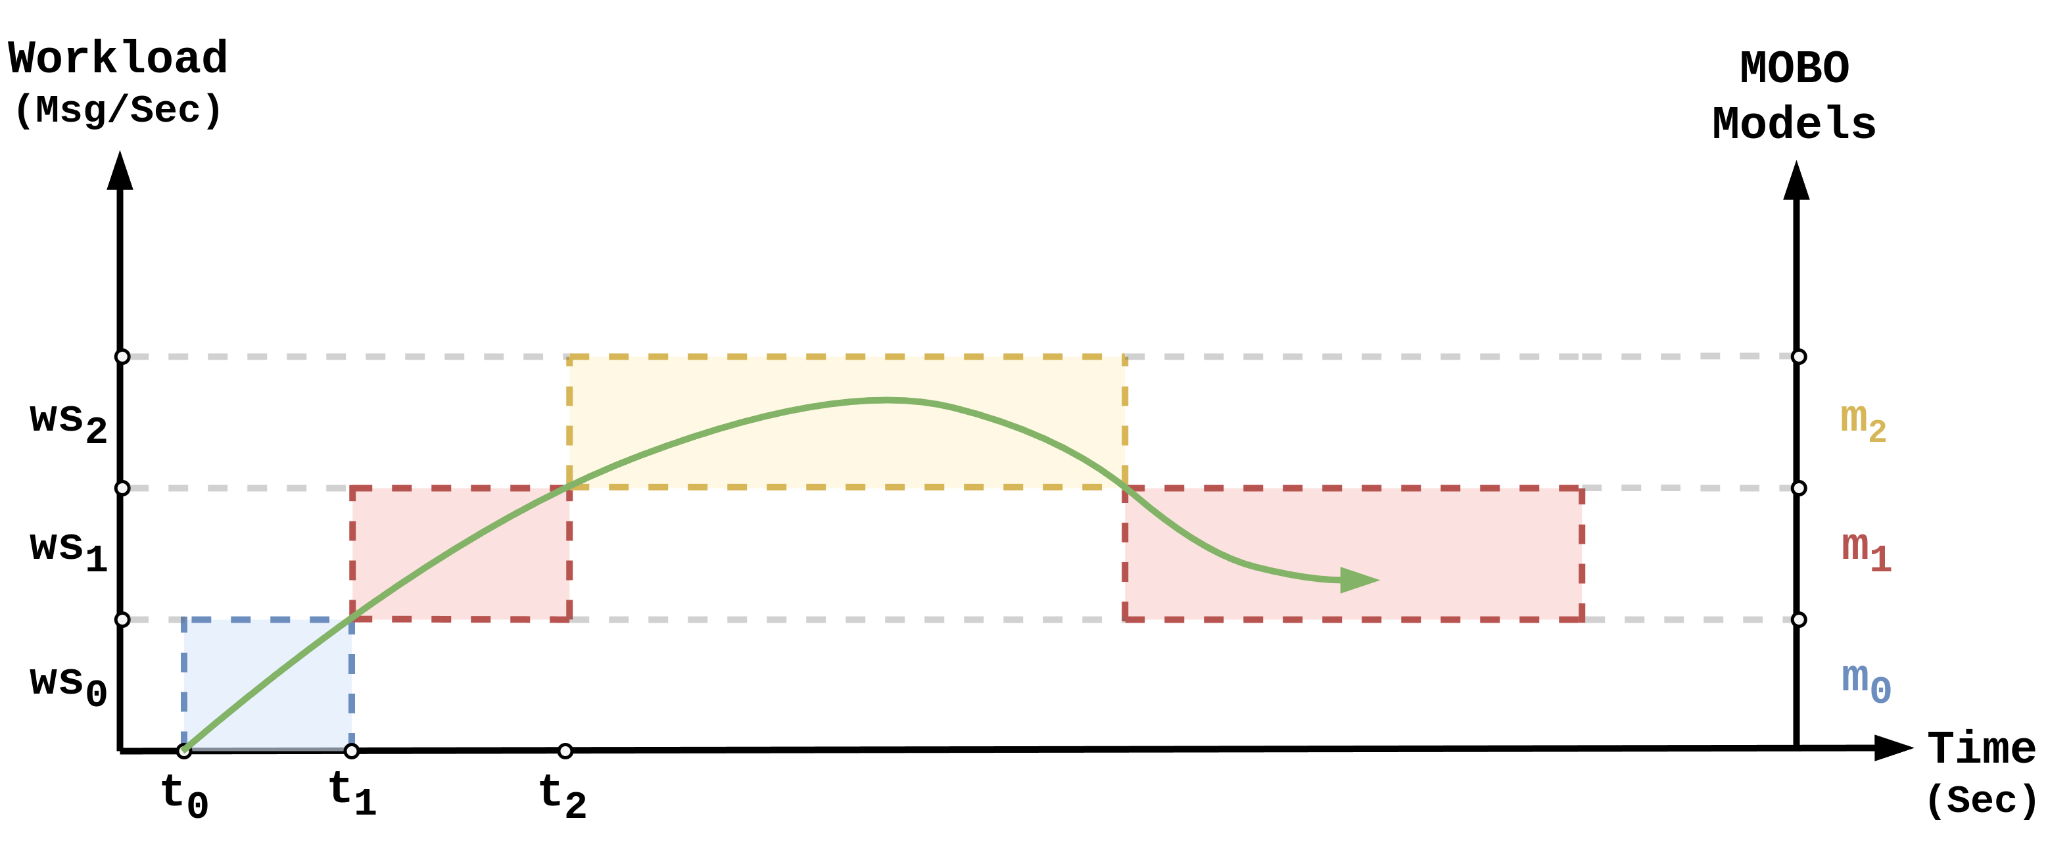 Workload
(Msg/Sec)
MOBO
Models
ws2
m2
ws1
m1
ws0
m0
t0
t1
t2
Time
(Sec)